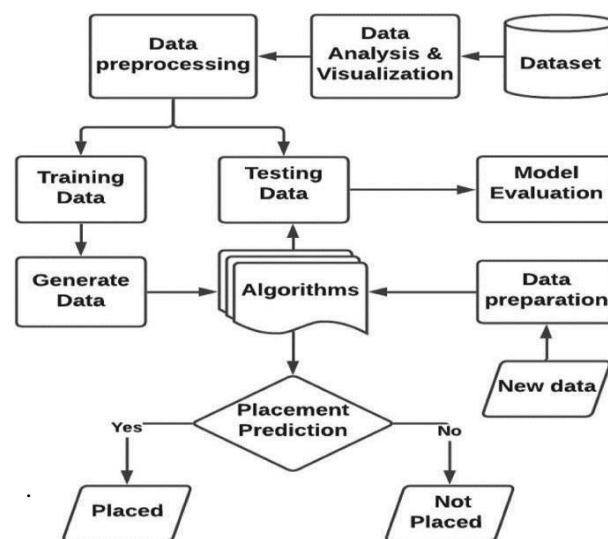 Data
preprocessing
Data
Analysis &
Visualization
Dataset
Training
Data
Testing
Data
Model
Evaluation
Generate
Data
Algorithms
Data
preparation
New data
Placement
Prediction
Yes
No
Placed
Not
Placed